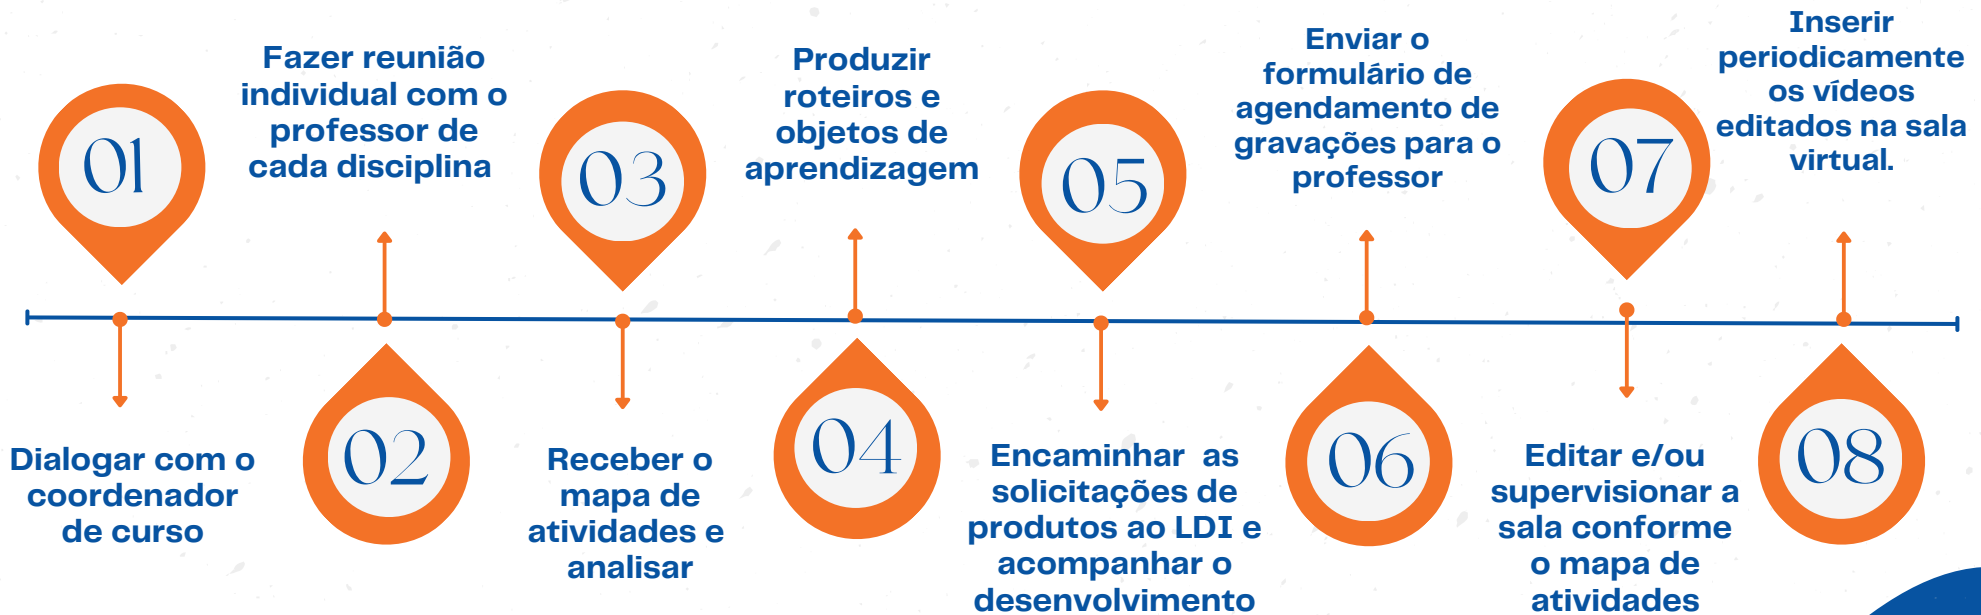 01
Dialogar com o
coordenador
de curso
Fazer reunião
individual com o
professor de
cada disciplina
02
03
Receber o
mapa de
atividades e
analisar
Produzir
roteiros e
objetos de
aprendizagem
04
05
Encaminhar as
solicitações de
produtos ao LDI e
acompanhar o
desenvolvimento
Enviar o
formulário de
agendamento de
gravações para o
professor
06
07
Editar e/ou
supervisionar a
sala conforme
o mapa de
atividades
Inserir
periodicamente
os vídeos
editados na sala
virtual.
08